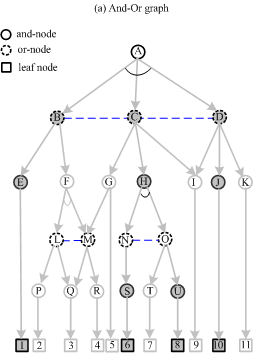 (a) And-Or graph
and-node
or-node
leaf node
A
B C D
E F G H I J K
L M N O
P Q R S T U
1 2 3 4 5 6 7 8 9 10 11